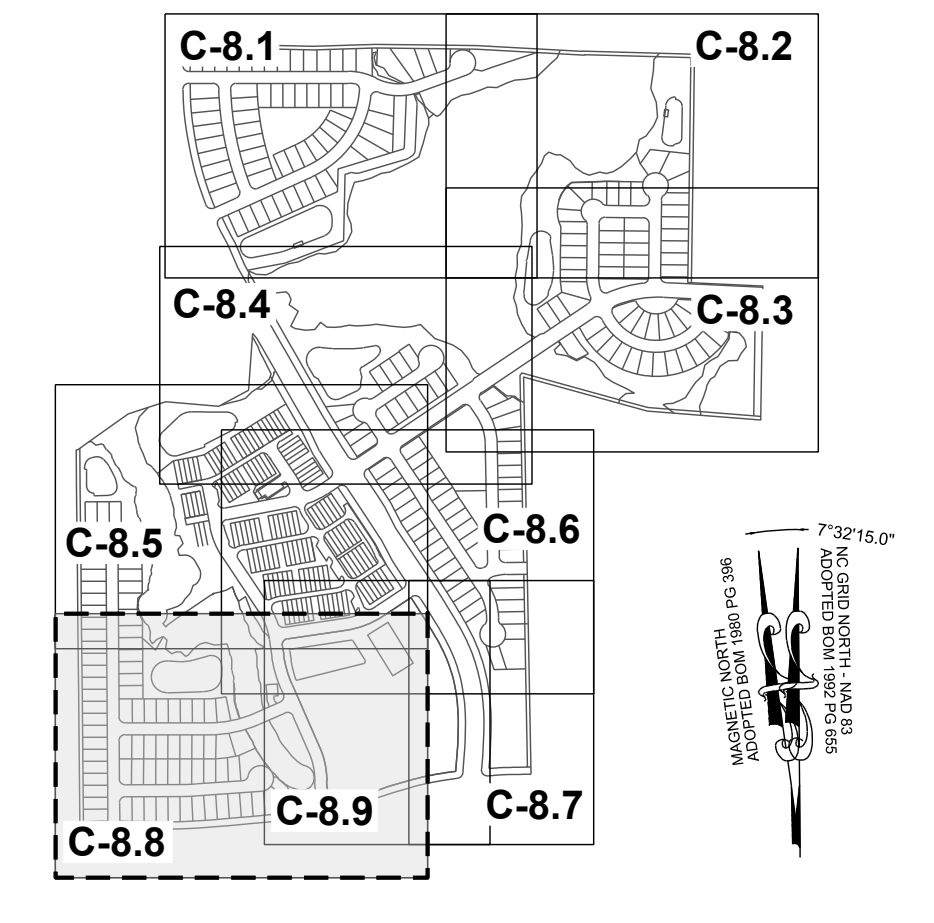 C-8.1
C-8.2
C-8.4
C-8.3
C-8.5
C-8.6
C-8.9
C-8.7
C-8.8
7°32'15.0"
MAGNETIC NORTH
ADOPTED BOM 1980 PG 396
NC GRID NORTH - NAD 83
ADOPTED BOM 1992 PG 655